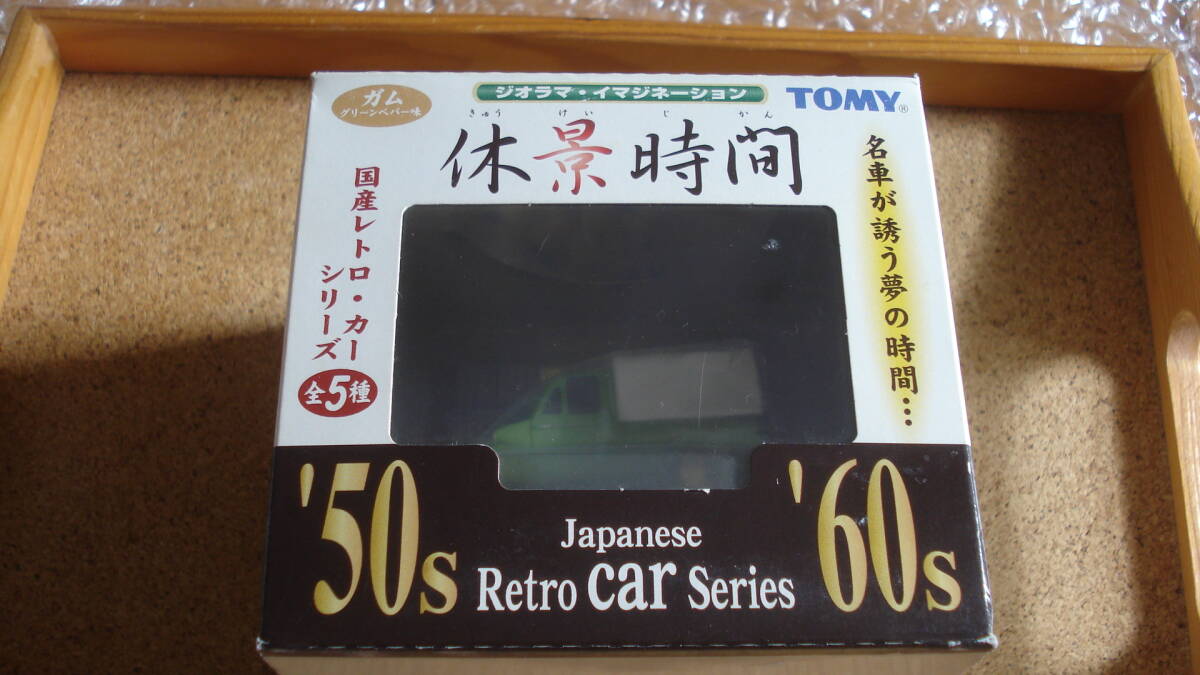 ガム
グリーンペパー味
ジオラマ・イマジネーション
TOMY®
きゅう けい じ かん
休景時間
名車が誘う夢の時間…
国産レトロ・カー
シリーズ
全5種
'50s
'60s
Japanese
Retro car Series